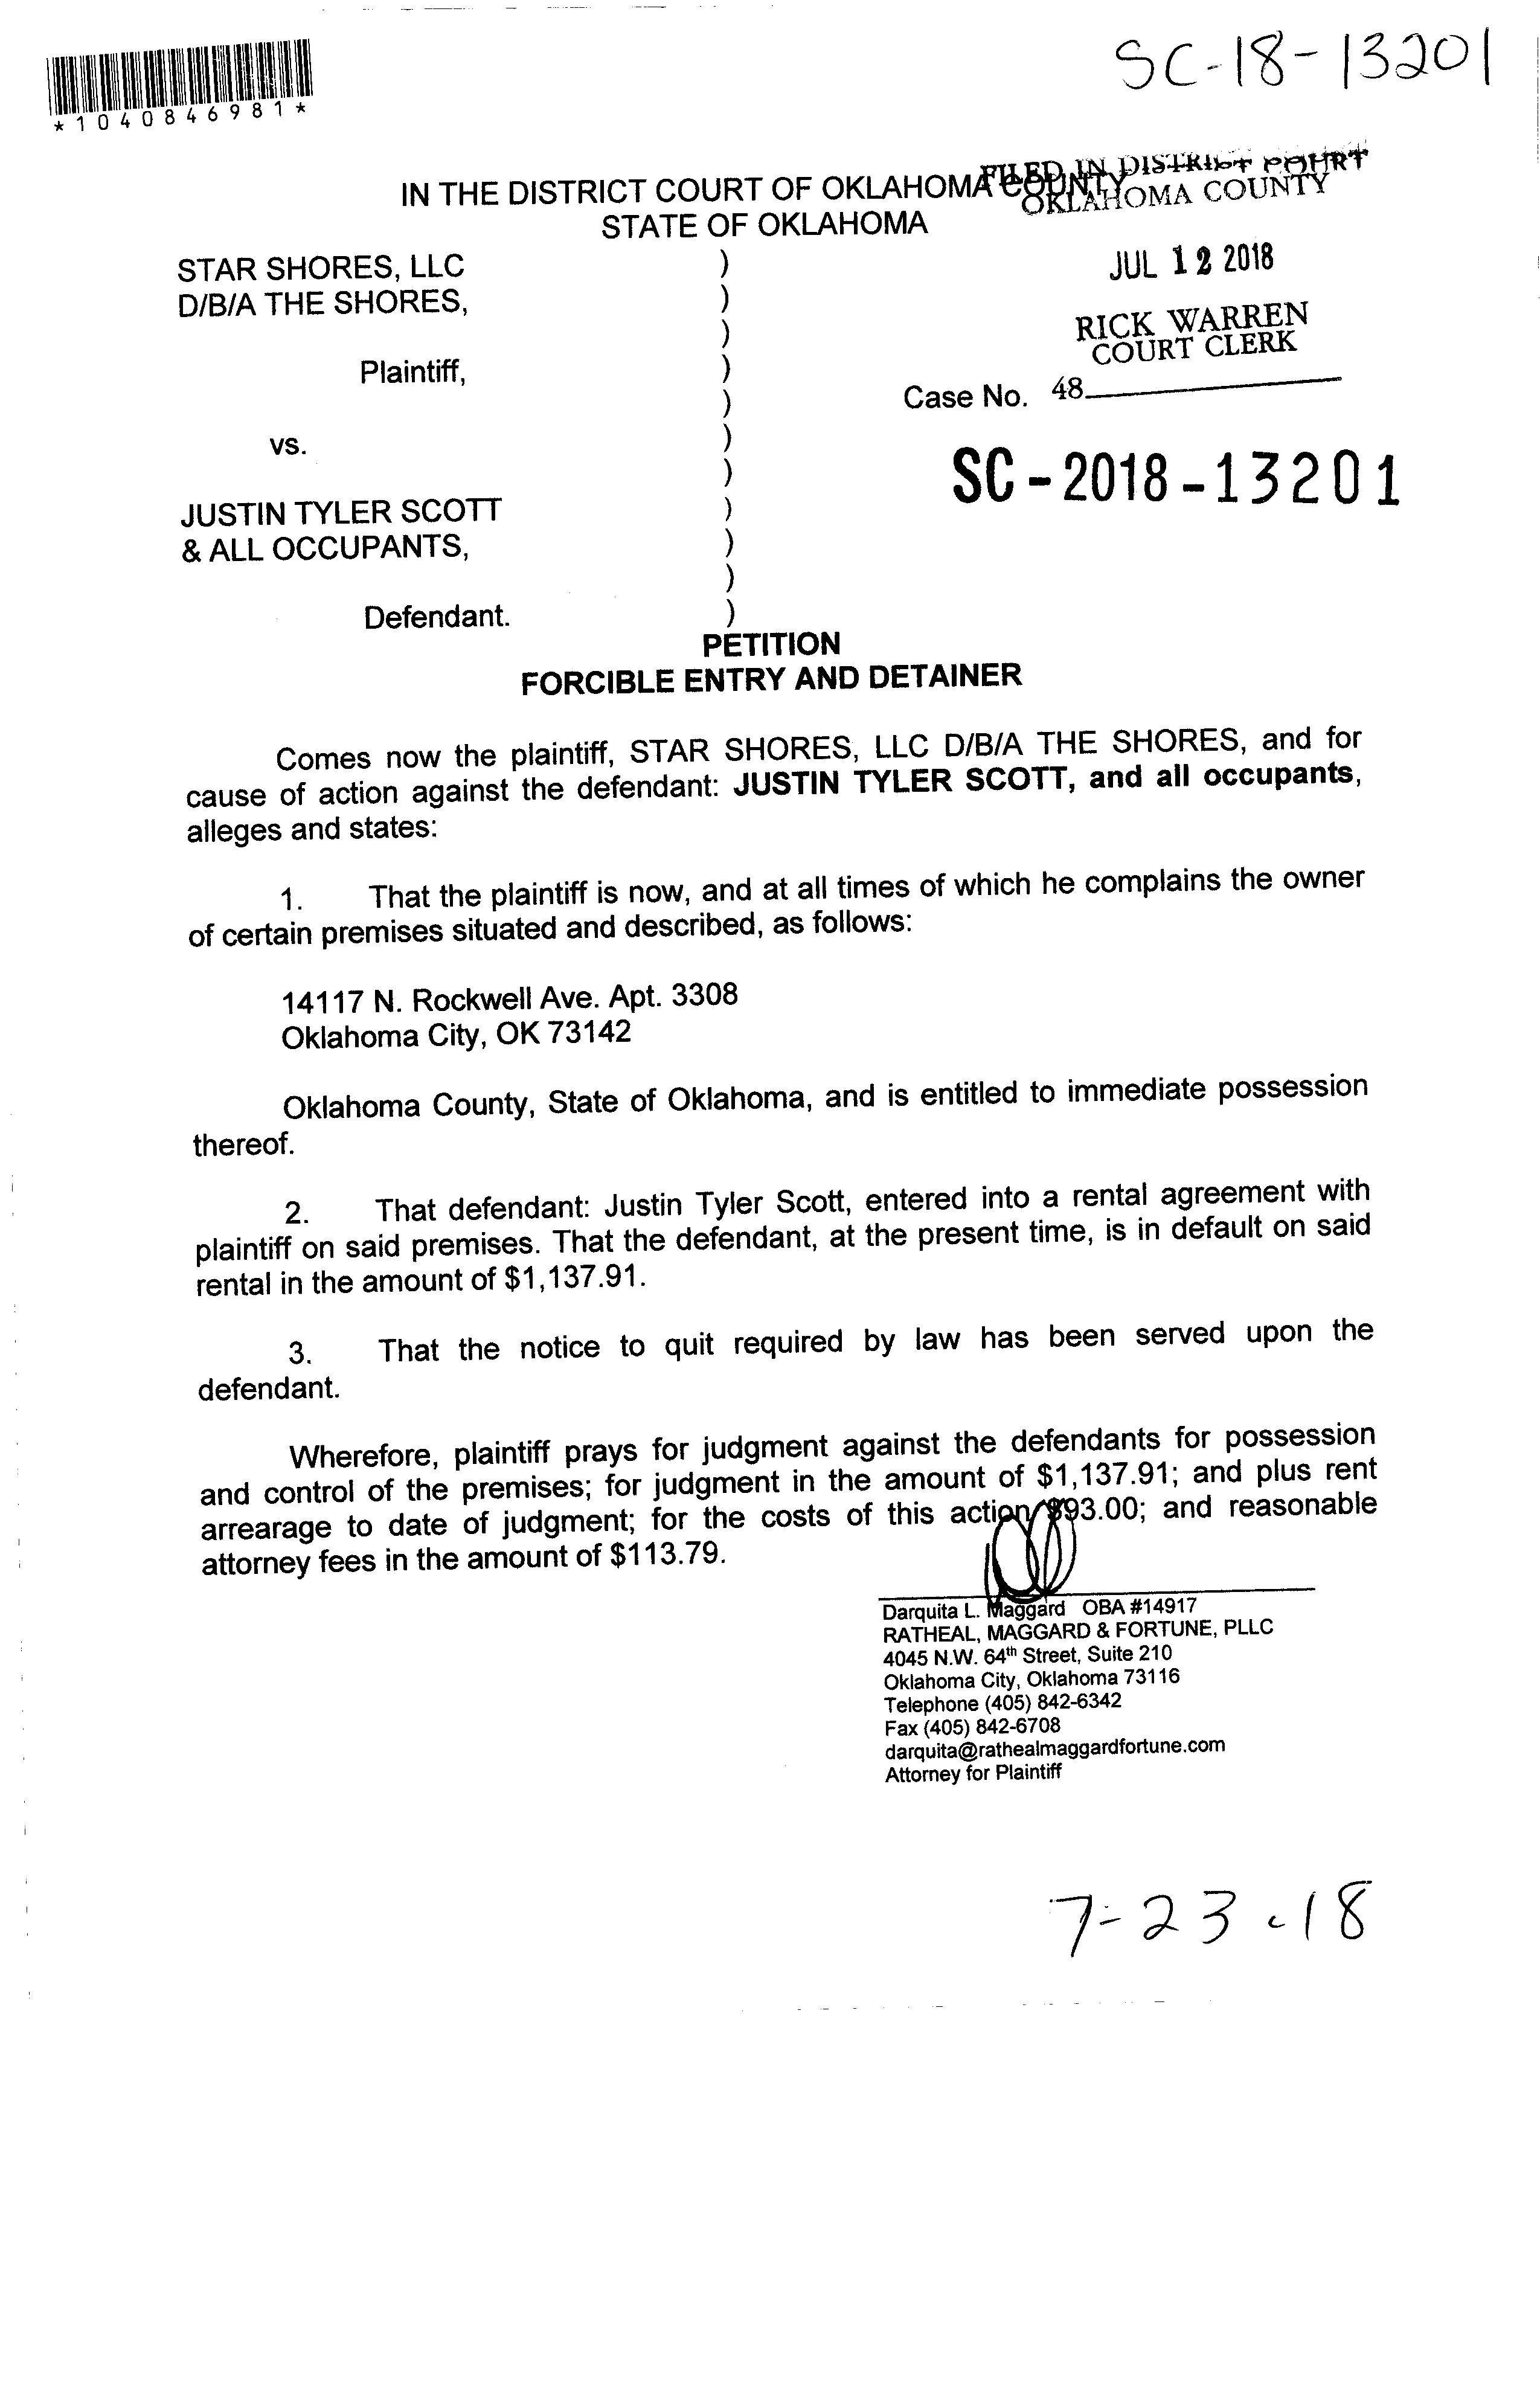 SC-18-13201
*1040846981*
IN THE DISTRICT COURT OF OKLAHOMA COUNTY
STATE OF OKLAHOMA
FILED IN DISTRICT COURT
OKLAHOMA COUNTY
JUL 12 2018
RICK WARREN
COURT CLERK
48
STAR SHORES, LLC )
D/B/A THE SHORES, )
)
Plaintiff, )
) Case No.
vs. )
) SC-2018-13201
JUSTIN TYLER SCOTT )
& ALL OCCUPANTS, )
)
Defendant. )
PETITION
FORCIBLE ENTRY AND DETAINER
Comes now the plaintiff, STAR SHORES, LLC D/B/A THE SHORES, and for
cause of action against the defendant: JUSTIN TYLER SCOTT, and all occupants,
alleges and states:
1. That the plaintiff is now, and at all times of which he complains the owner
of certain premises situated and described, as follows:
14117 N. Rockwell Ave. Apt. 3308
Oklahoma City, OK 73142
Oklahoma County, State of Oklahoma, and is entitled to immediate possession
thereof.
2. That defendant: Justin Tyler Scott, entered into a rental agreement with
plaintiff on said premises. That the defendant, at the present time, is in default on said
rental in the amount of $1,137.91.
3. That the notice to quit required by law has been served upon the
defendant.
Wherefore, plaintiff prays for judgment against the defendants for possession
and control of the premises; for judgment in the amount of $1,137.91; and plus rent
arrearage to date of judgment; for the costs of this action $93.00; and reasonable
attorney fees in the amount of $113.79.
Darquita L. Maggard OBA #14917
RATHEAL, MAGGARD & FORTUNE, PLLC
4045 N.W. 64th Street, Suite 210
Oklahoma City, Oklahoma 73116
Telephone (405) 842-6342
Fax (405) 842-6708
darquita@rathealmaggardfortune.com
Attorney for Plaintiff
7-23-18